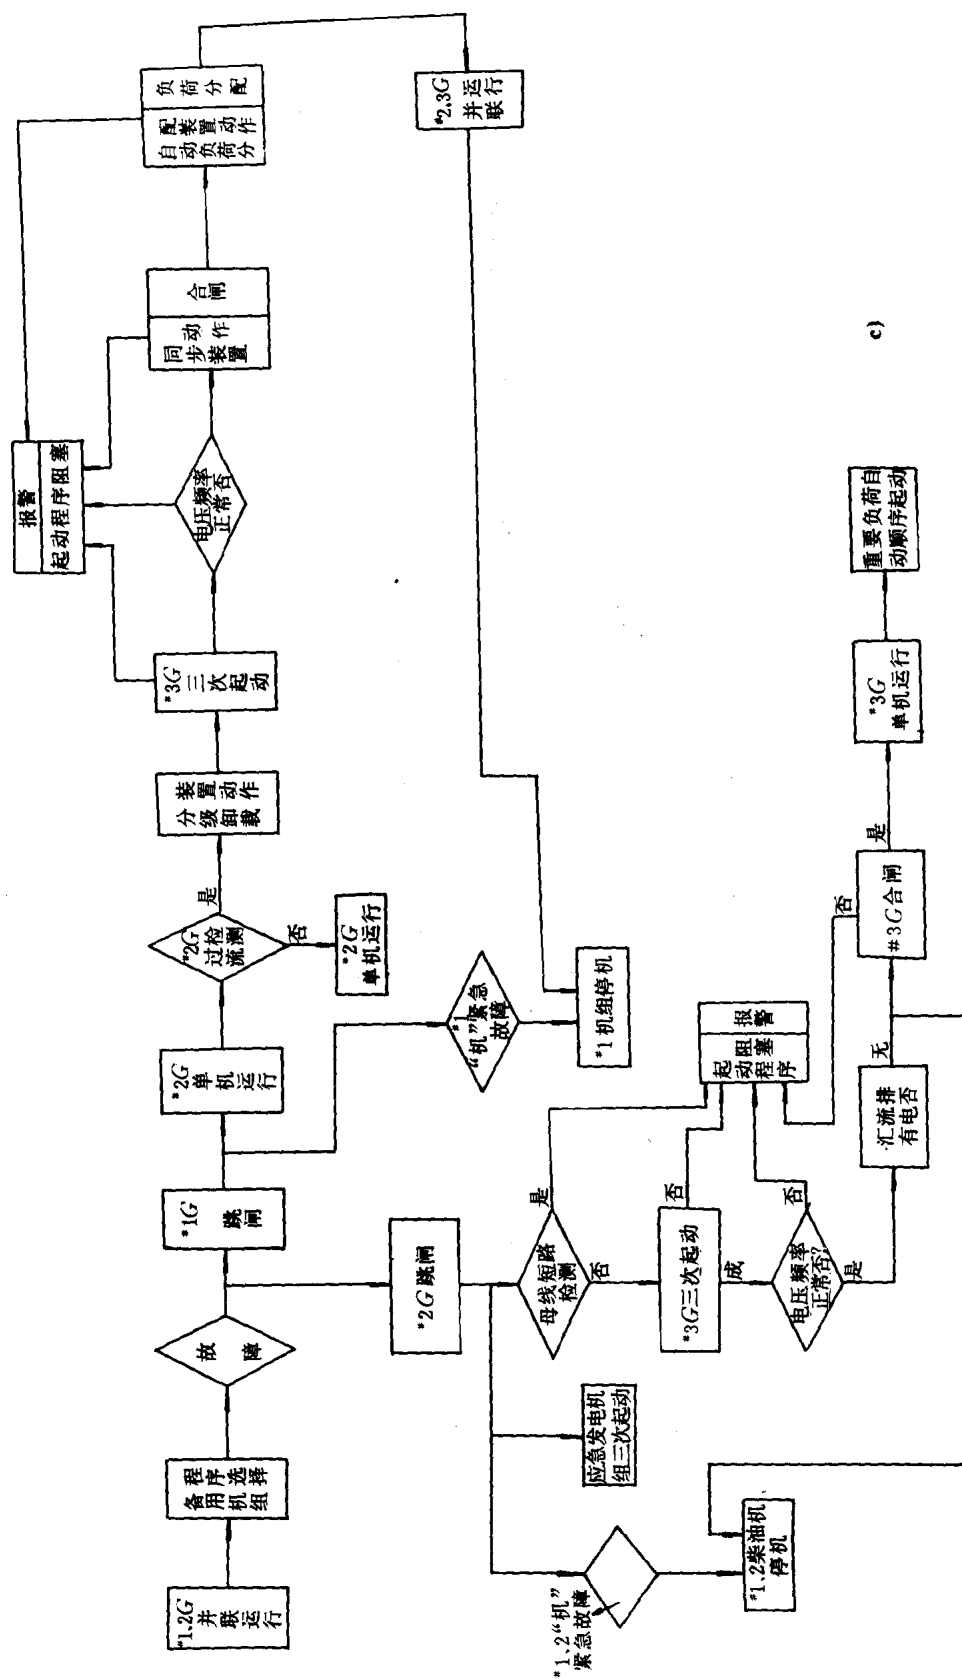 *1.2G
并联运行
程序选择
备用机组
故障
*1G
跳闸
*2G
单机运行
*2G
过检
流测
是
否
*2G
单机运行
装置动作
分级卸载
*3G
三次起动
电压频率
正常否
报警
起动程序阻塞
合闸
动作
同步装置
负荷分配
配装置动作
自动负荷分
*2.3G
并运
联行
*1
“机”紧急
故障
*1机组停机
*2G跳闸
母线短路
检测
是
否
*3G三次起动
否
成
电压频率
正常否?
否
是
报警
起动阻塞
程序
·汇流排
有电否
无
#3G合闸
否
是
*3G
单机运行
重要负荷自
动顺序起动
应急发电机
组三次起动
*1.2“机”
紧急故障
*1.2柴油机
停机
c)